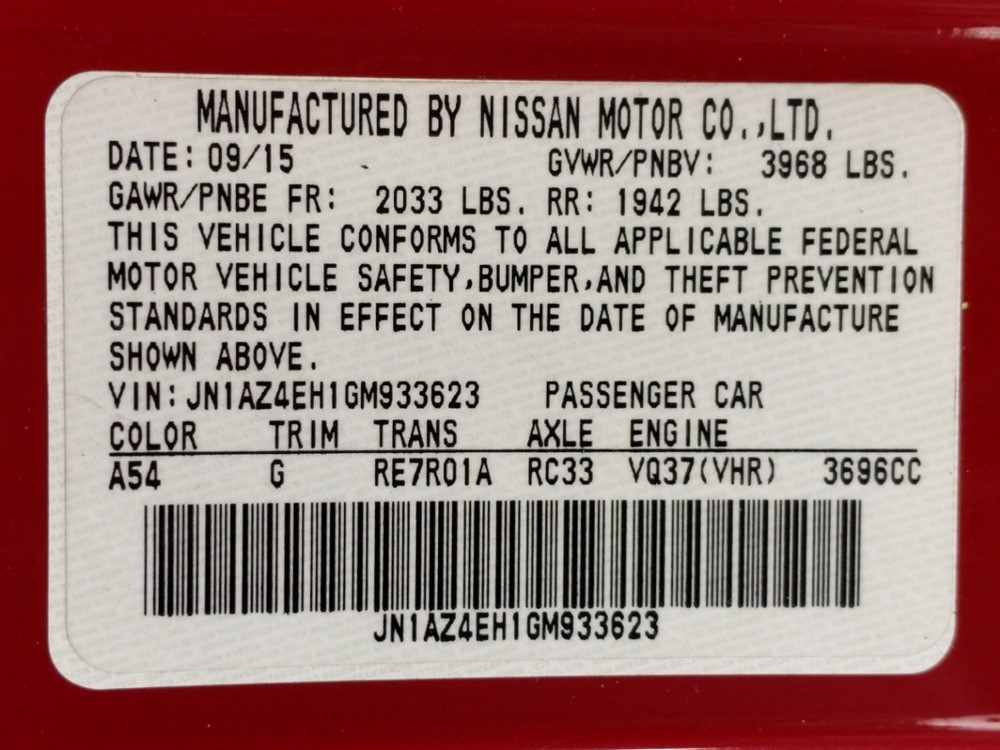 MANUFACTURED BY NISSAN MOTOR CO.,LTD.
DATE: 09/15 GVWR/PNBV: 3968 LBS.
GAWR/PNBE FR: 2033 LBS. RR: 1942 LBS.
THIS VEHICLE CONFORMS TO ALL APPLICABLE FEDERAL
MOTOR VEHICLE SAFETY,BUMPER,AND THEFT PREVENTION
STANDARDS IN EFFECT ON THE DATE OF MANUFACTURE
SHOWN ABOVE.
VIN:JN1AZ4EH1GM933623 PASSENGER CAR
COLOR TRIM TRANS AXLE ENGINE
A54 G RE7R01A RC33 VQ37(VHR) 3696CC
JN1AZ4EH1GM933623